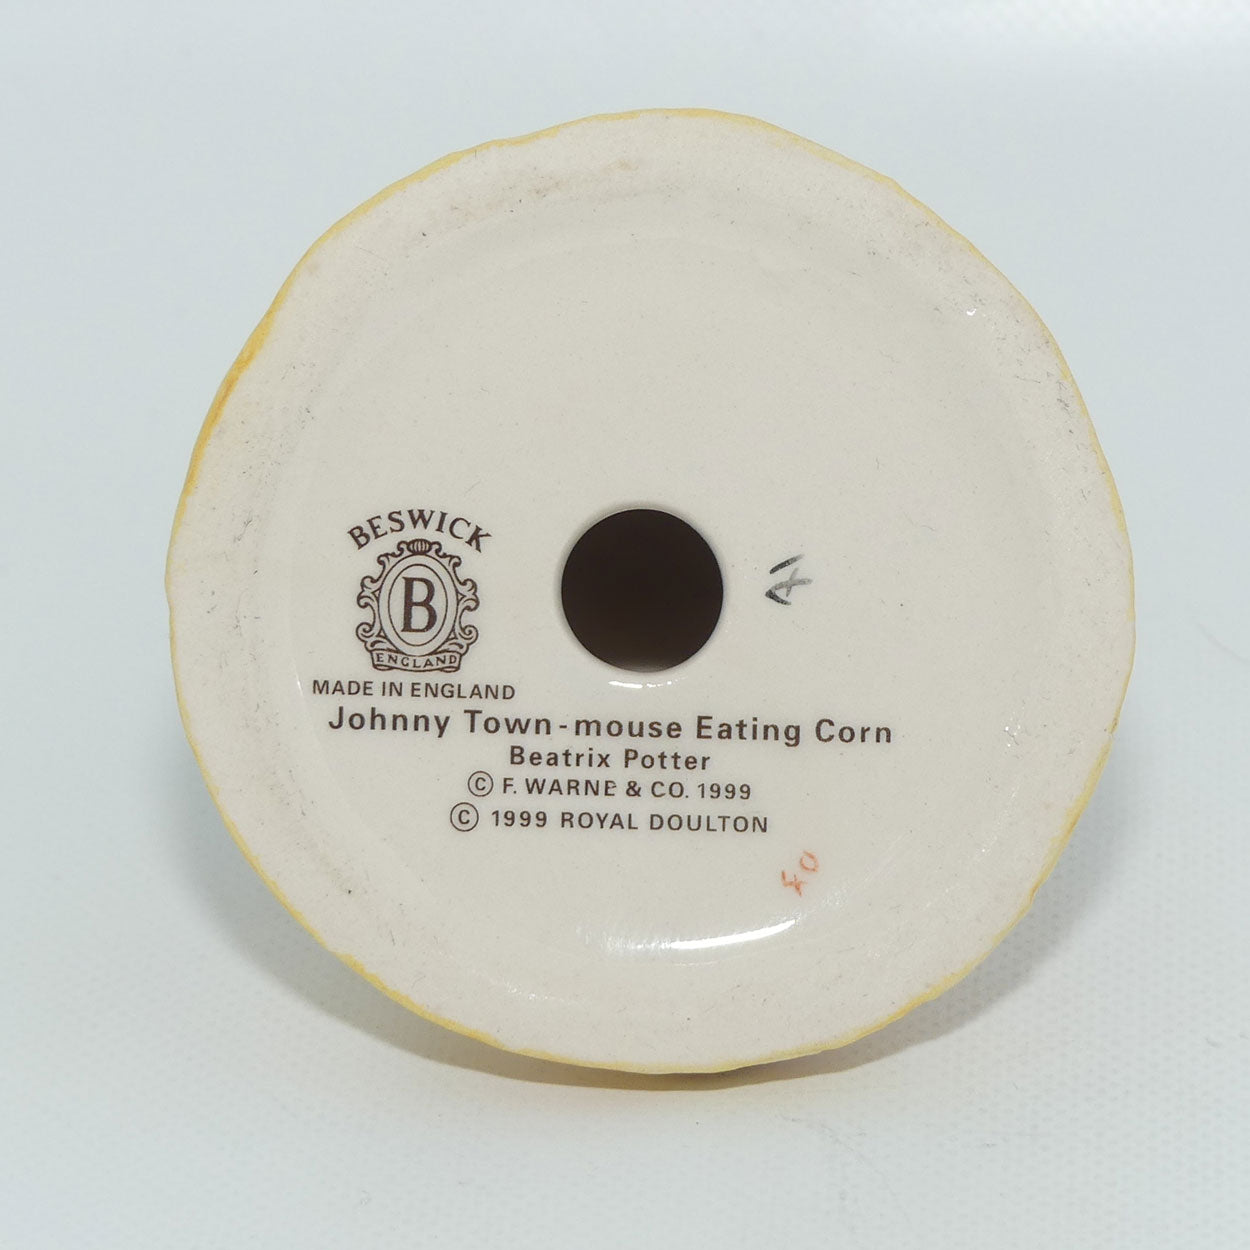 BESWICK
B
ENGLAND
MADE IN ENGLAND
Johnny Town-mouse Eating Corn
Beatrix Potter
© F. WARNE & CO. 1999
© 1999 ROYAL DOULTON